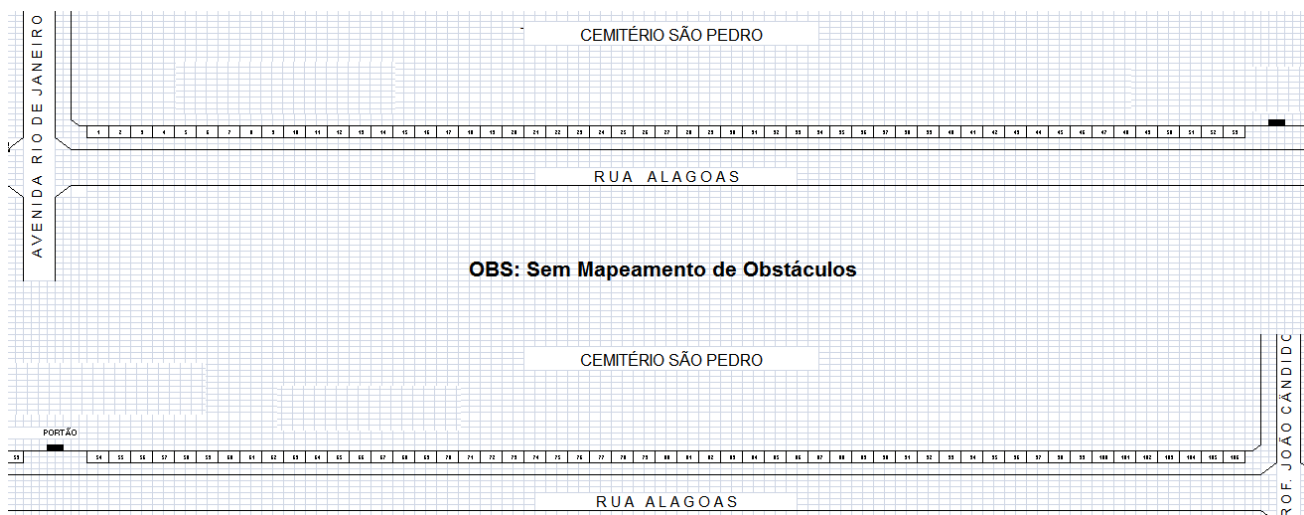 CEMITÉRIO SÃO PEDRO
AVENIDA RIO DE JANEIRO
1 2 3 4 5 6 7 8 9 10 11 12 13 14 15 16 17 18 19 20 21 22 23 24 25 26 27 28 29 30 31 32 33 34 35 36 37 38 39 40 41 42 43 44 45 46 47 48 49 50 51 52 53
RUA ALAGOAS
OBS: Sem Mapeamento de Obstáculos
CEMITÉRIO SÃO PEDRO
ROF. JOÃO CÂNDIDO
PORTÃO
53 54 55 56 57 58 59 60 61 62 63 64 65 66 67 68 69 70 71 72 73 74 75 76 77 78 79 80 81 82 83 84 85 86 87 88 89 90 91 92 93 94 95 96 97 98 99 100 101 102 103 104 105 106
RUA ALAGOAS